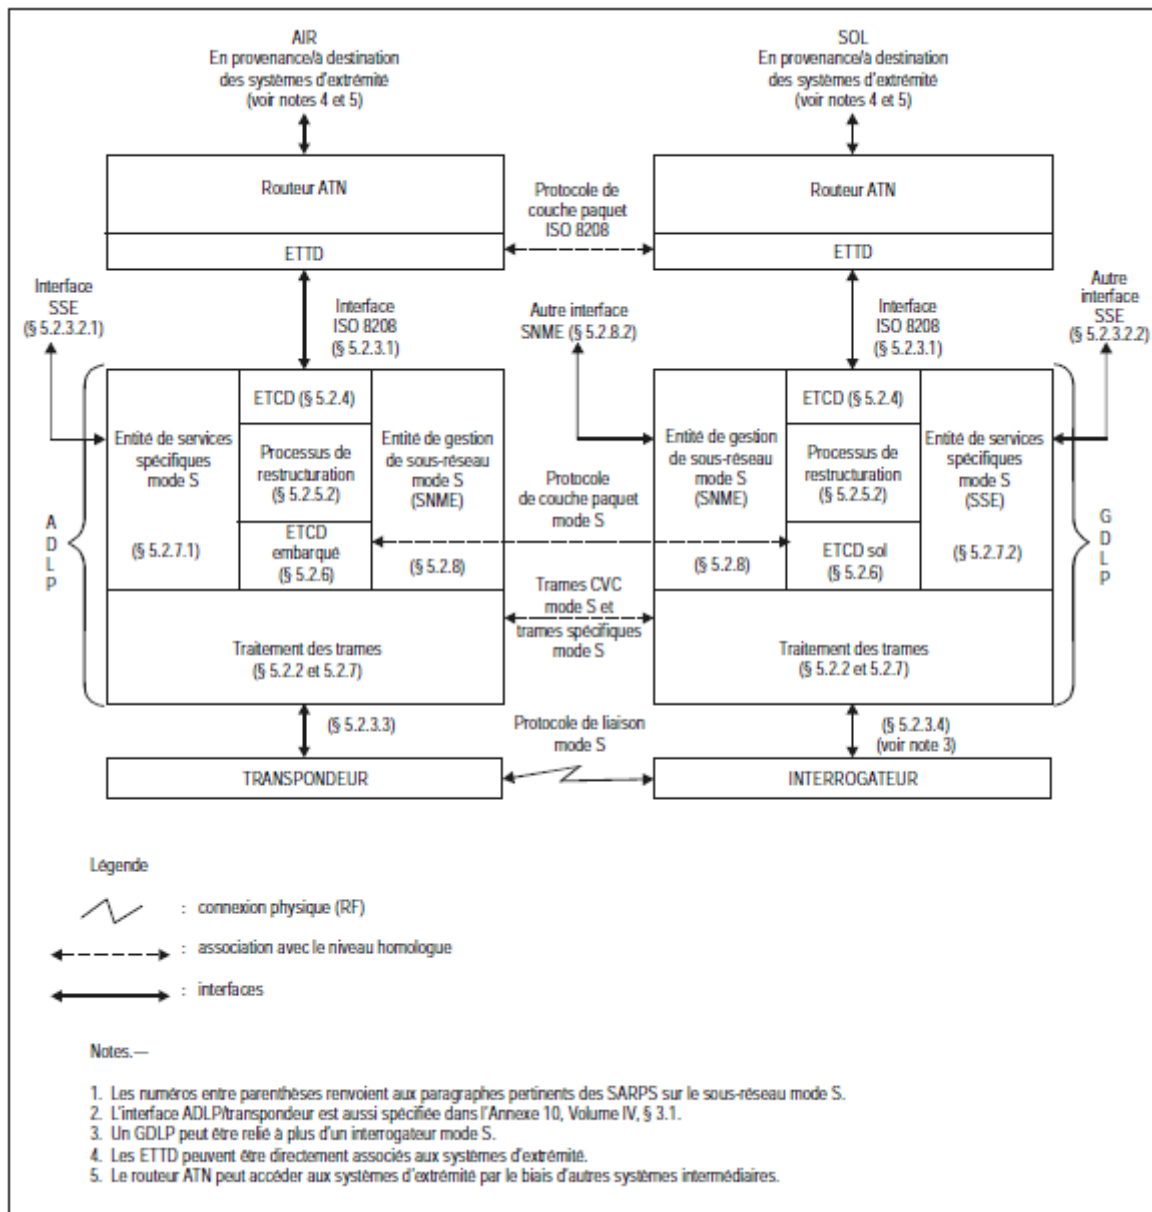 AIR
En provenance/à destination
des systèmes d'extrémité
(voir notes 4 et 5)
SOL
En provenance/à destination
des systèmes d'extrémité
(voir notes 4 et 5)
Routeur ATN
Protocole de
couche paquet
ISO 8208
Routeur ATN
ETTD
ETTD
Interface
SSE
(§ 5.2.3.2.1)
Interface
ISO 8208
(§ 5.2.3.1)
Autre interface
SNME (§ 5.2.8.2)
Interface
ISO 8208
(§ 5.2.3.1)
Autre
interface
SSE
(§ 5.2.3.2.2)
A
D
L
P
Entité de services
spécifiques
mode S
(§ 5.2.7.1)
ETCD (§ 5.2.4)
Processus de
restructuration
(§ 5.2.5.2)
ETCD
embarqué
(§ 5.2.6)
Entité de gestion
de sous-réseau
mode S
(SNME)
(§ 5.2.8)
Protocole
de couche paquet
mode S
Entité de gestion
de sous-réseau
mode S
(SNME)
(§ 5.2.8)
ETCD (§ 5.2.4)
Processus de
restructuration
(§ 5.2.5.2)
ETCD sol
(§ 5.2.6)
Entité de services
spécifiques
mode S
(SSE)
(§ 5.2.7.2)
G
D
L
P
Trames CVC
mode S et
trames spécifiques
mode S
Traitement des trames
(§ 5.2.2 et 5.2.7)
Traitement des trames
(§ 5.2.2 et 5.2.7)
(§ 5.2.3.3)
Protocole de liaison
mode S
(§ 5.2.3.4)
(voir note 3)
TRANSPONDEUR
INTERROGATEUR
Légende
: connexion physique (RF)
: association avec le niveau homologue
: interfaces
Notes.—
1. Les numéros entre parenthèses renvoient aux paragraphes pertinents des SARPS sur le sous-réseau mode S.
2. L'interface ADLP/transpondeur est aussi spécifiée dans l'Annexe 10, Volume IV, § 3.1.
3. Un GDLP peut être relié à plus d'un interrogateur mode S.
4. Les ETTD peuvent être directement associés aux systèmes d'extrémité.
5. Le routeur ATN peut accéder aux systèmes d'extrémité par le biais d'autres systèmes intermédiaires.